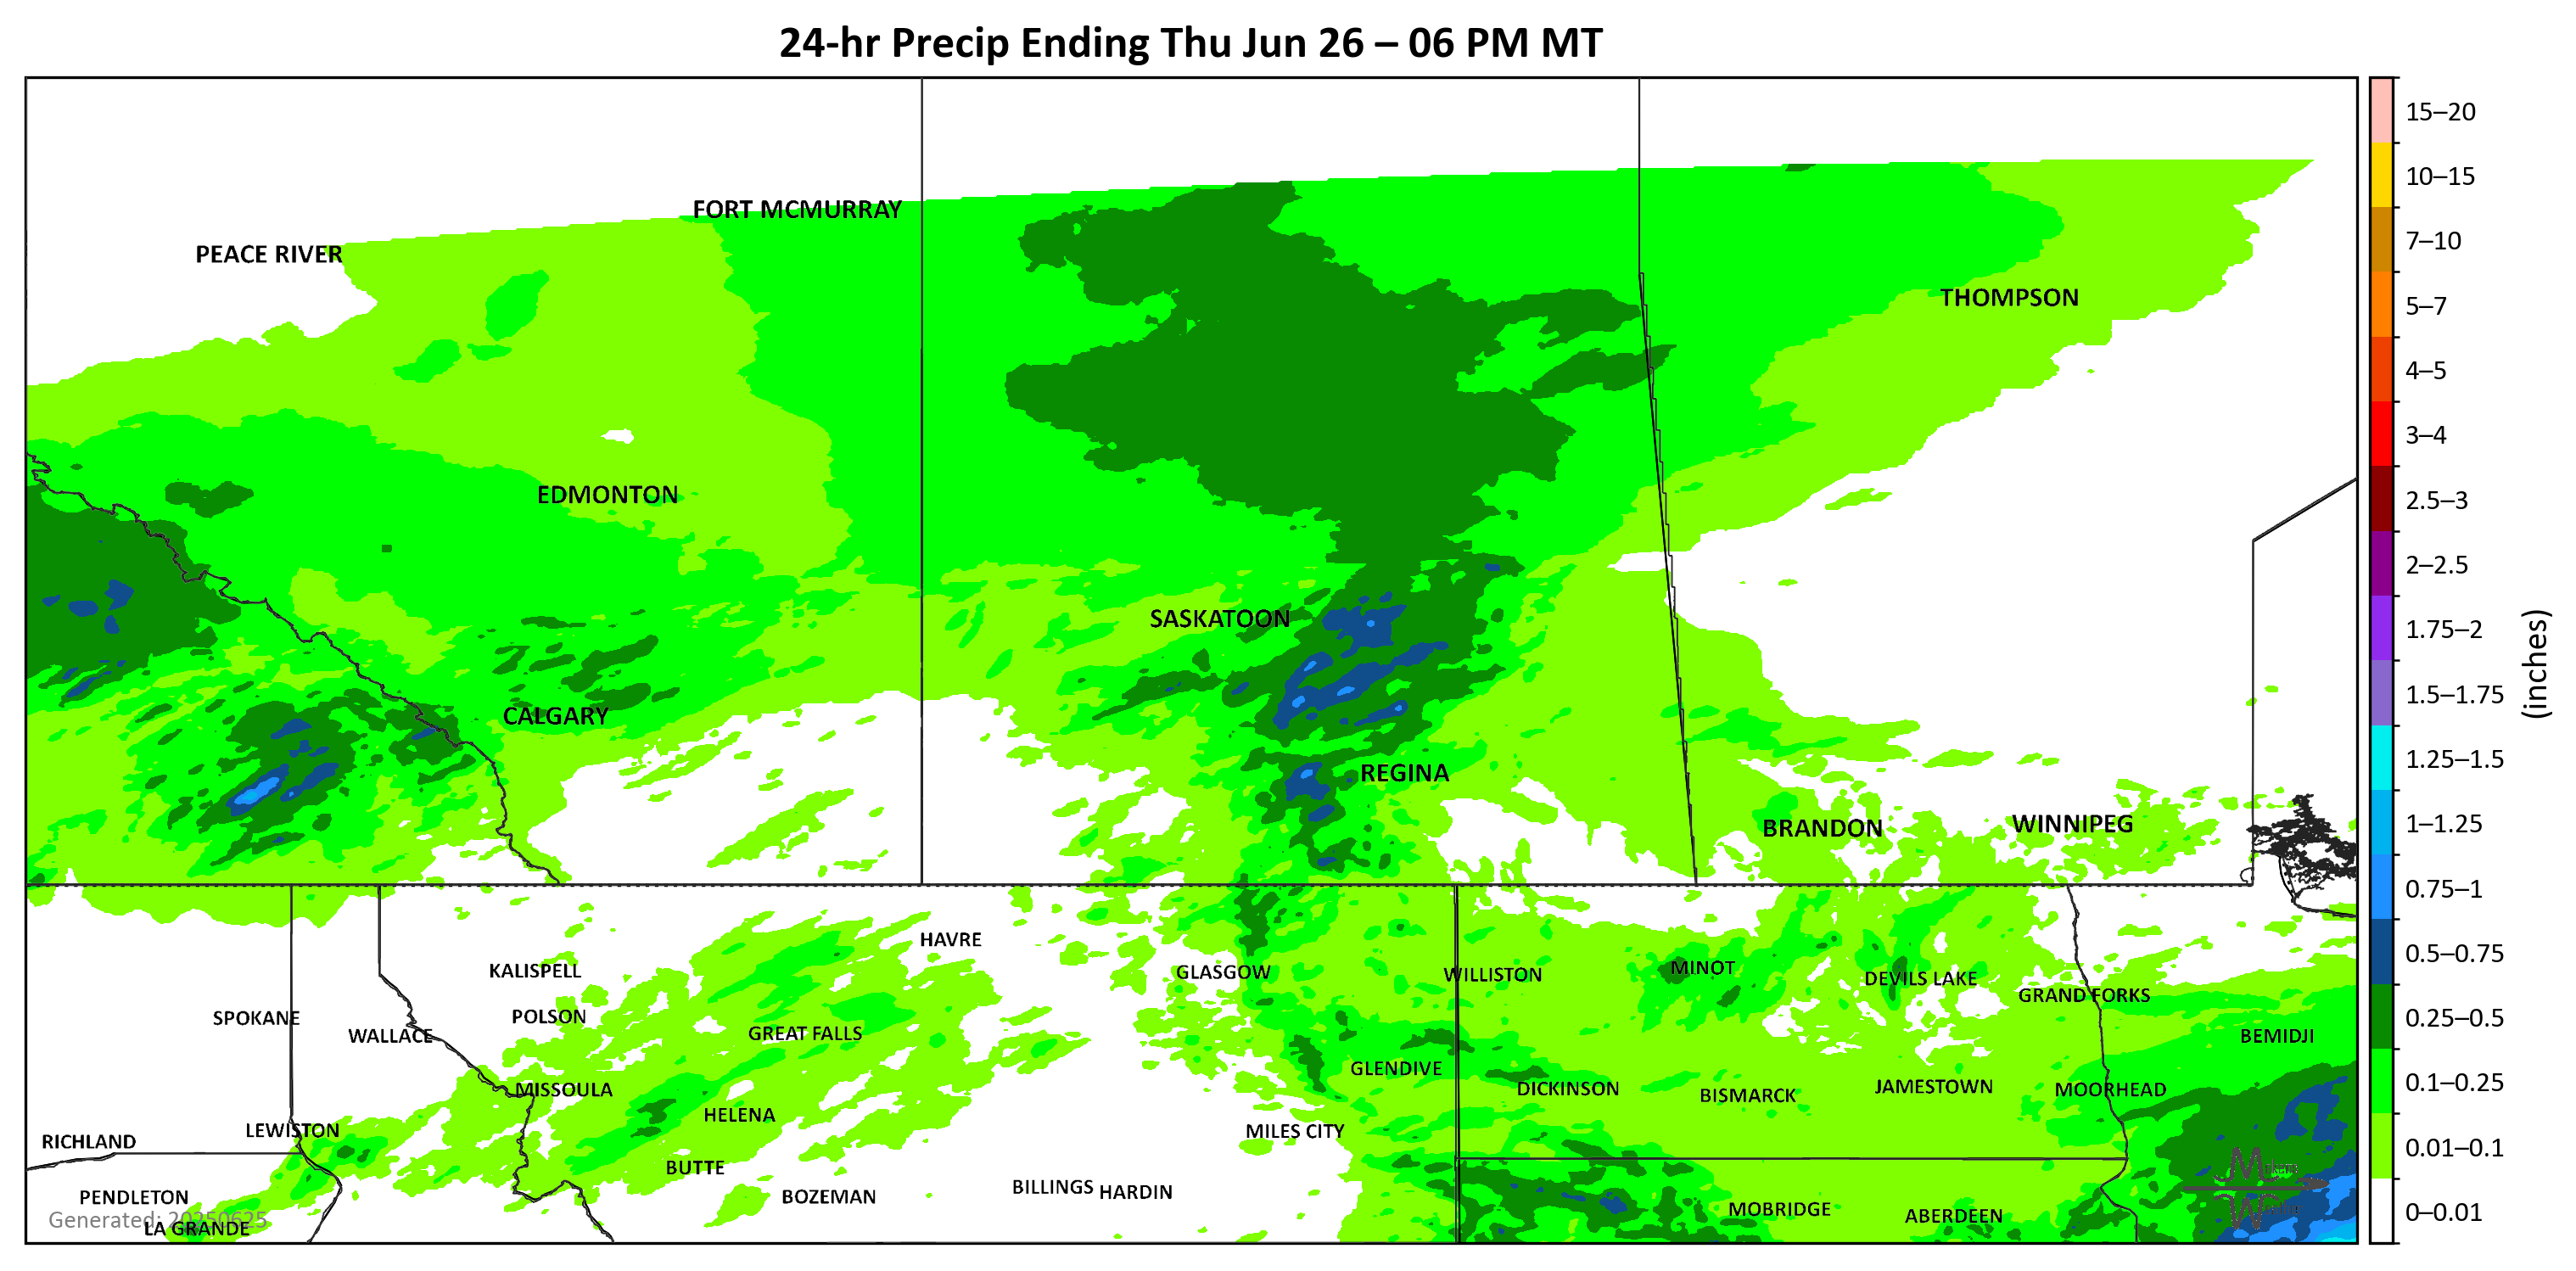 24-hr Precip Ending Thu Jun 26 – 06 PM MT
FORT MCMURRAY
PEACE RIVER
THOMPSON
EDMONTON
SASKATOON
CALGARY
REGINA
BRANDON
WINNIPEG
HAVRE
KALISPELL
GLASGOW
WILLISTON
MINOT
DEVILS LAKE
GRAND FORKS
SPOKANE
POLSON
WALLACE
GREAT FALLS
BEMIDJI
GLENDIVE
MISSOULA
DICKINSON
BISMARCK
JAMESTOWN
MOORHEAD
HELENA
LEWISTON
MILES CITY
RICHLAND
BUTTE
PENDLETON
BOZEMAN
BILLINGS
HARDIN
MOBRIDGE
ABERDEEN
Generated: 20250625
LA GRANDE
15–20
10–15
7–10
5–7
4–5
3–4
2.5–3
2–2.5
1.75–2
1.5–1.75
1.25–1.5
1–1.25
0.75–1
0.5–0.75
0.25–0.5
0.1–0.25
0.01–0.1
0–0.01
(inches)